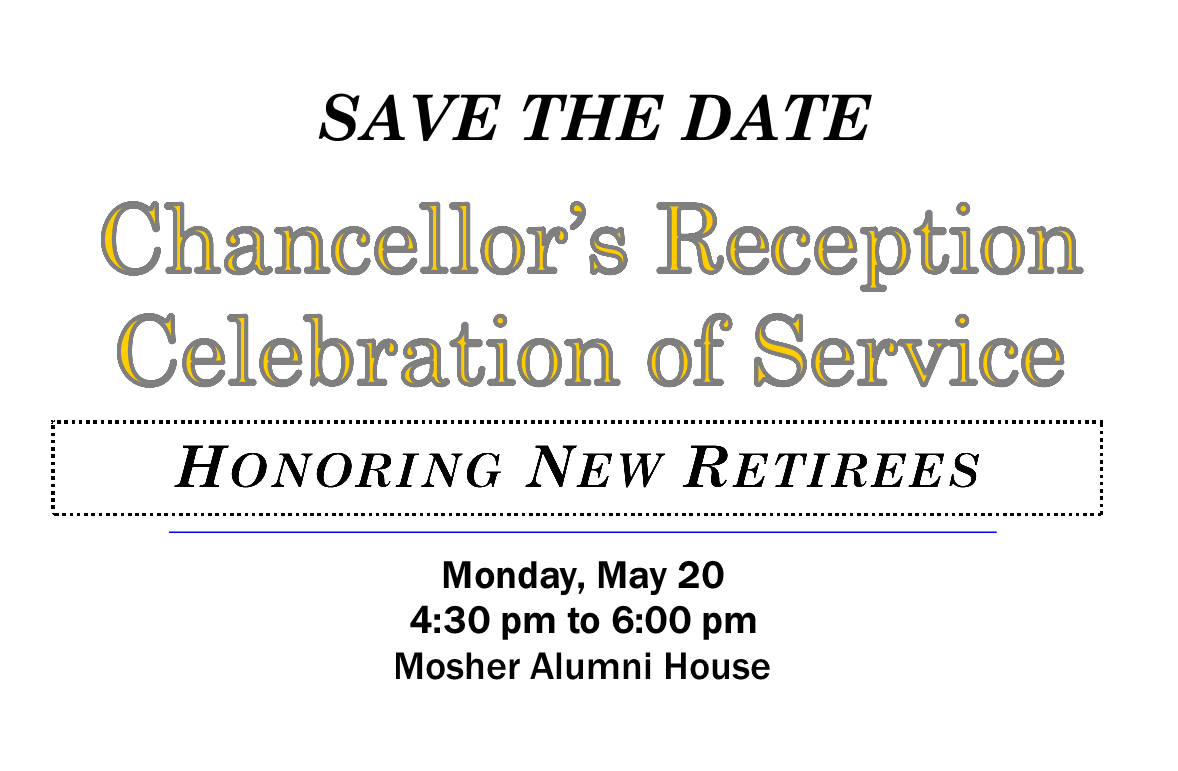 SAVE THE DATE
Chancellor’s Reception
Celebration of Service
HONORING NEW RETIREES
Monday, May 20
4:30 pm to 6:00 pm
Mosher Alumni House